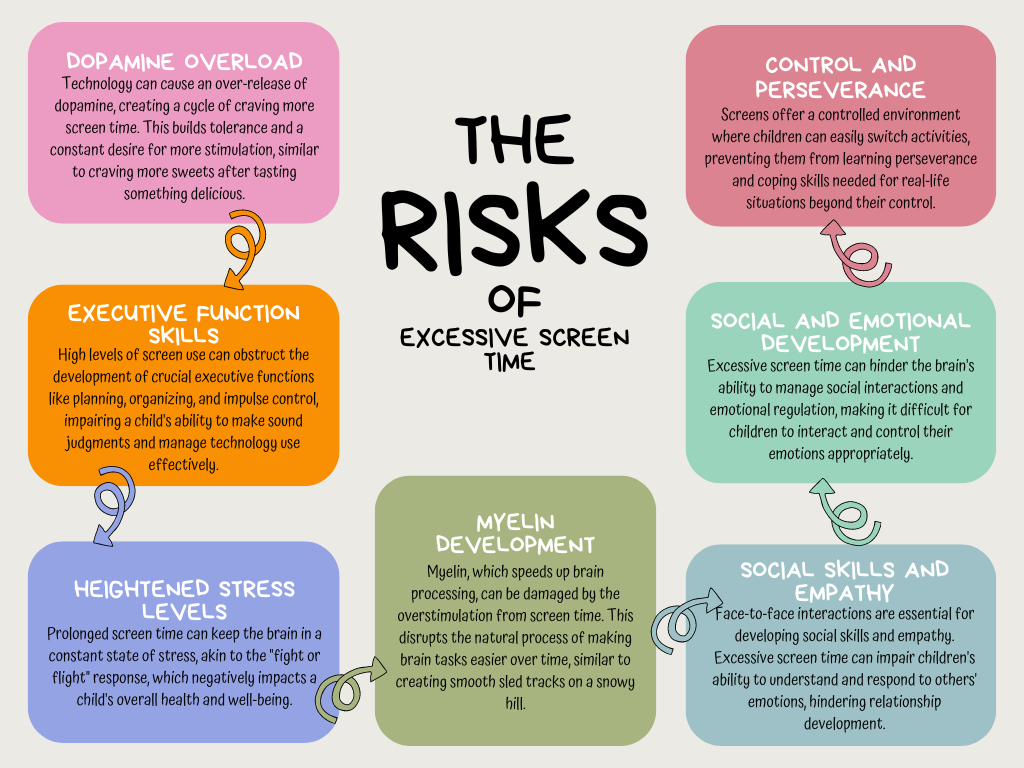 THE
RISKS
OF
EXCESSIVE SCREEN
TIME
DOPAMINE OVERLOAD
Technology can cause an over-release of
dopamine, creating a cycle of craving more
screen time. This builds tolerance and a
constant desire for more stimulation, similar
to craving more sweets after tasting
something delicious.
EXECUTIVE FUNCTION
SKILLS
High levels of screen use can obstruct the
development of crucial executive functions
like planning, organizing, and impulse control,
impairing a child's ability to make sound
judgments and manage technology use
effectively.
HEIGHTENED STRESS
LEVELS
Prolonged screen time can keep the brain in a
constant state of stress, akin to the "fight or
flight" response, which negatively impacts a
child's overall health and well-being.
MYELIN
DEVELOPMENT
Myelin, which speeds up brain
processing, can be damaged by the
overstimulation from screen time. This
disrupts the natural process of making
brain tasks easier over time, similar to
creating smooth sled tracks on a snowy
hill.
SOCIAL SKILLS AND
EMPATHY
Face-to-face interactions are essential for
developing social skills and empathy.
Excessive screen time can impair children's
ability to understand and respond to others'
emotions, hindering relationship
development.
SOCIAL AND EMOTIONAL
DEVELOPMENT
Excessive screen time can hinder the brain's
ability to manage social interactions and
emotional regulation, making it difficult for
children to interact and control their
emotions appropriately.
CONTROL AND
PERSEVERANCE
Screens offer a controlled environment
where children can easily switch activities,
preventing them from learning perseverance
and coping skills needed for real-life
situations beyond their control.